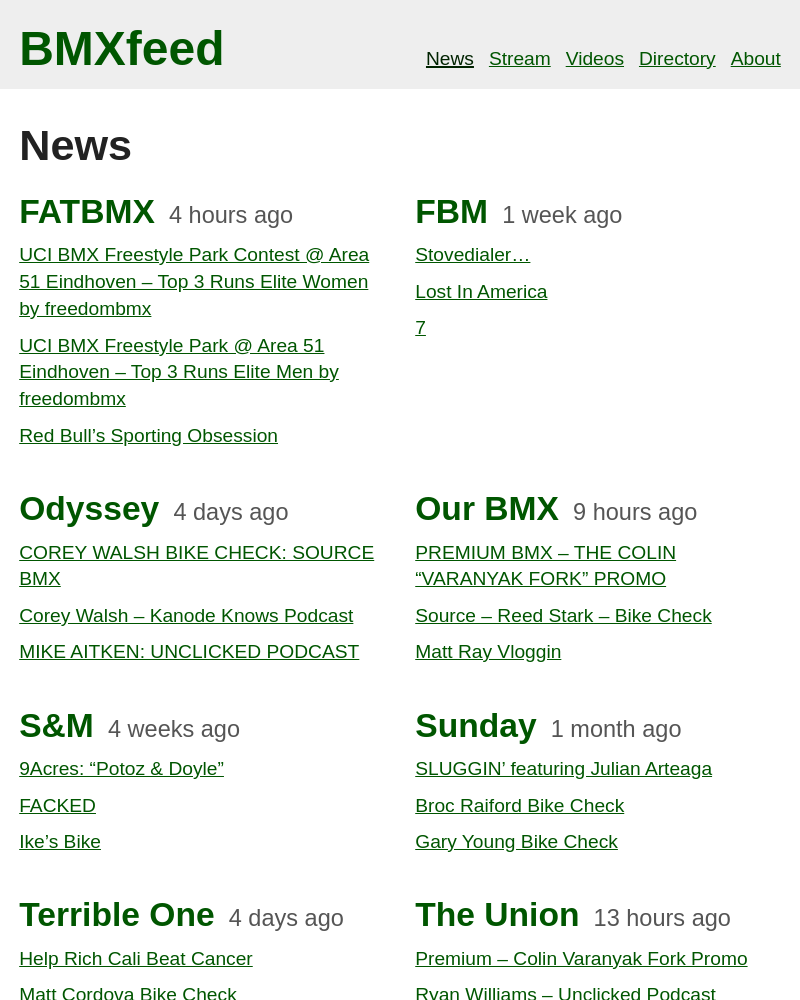 BMXfeed
News Stream Videos Directory About
News
FATBMX 4 hours ago
UCI BMX Freestyle Park Contest @ Area
51 Eindhoven – Top 3 Runs Elite Women
by freedombmx
UCI BMX Freestyle Park @ Area 51
Eindhoven – Top 3 Runs Elite Men by
freedombmx
Red Bull’s Sporting Obsession
FBM 1 week ago
Stovedialer…
Lost In America
7
Odyssey 4 days ago
COREY WALSH BIKE CHECK: SOURCE
BMX
Corey Walsh – Kanode Knows Podcast
MIKE AITKEN: UNCLICKED PODCAST
Our BMX 9 hours ago
PREMIUM BMX – THE COLIN
“VARANYAK FORK” PROMO
Source – Reed Stark – Bike Check
Matt Ray Vloggin
S&M 4 weeks ago
9Acres: “Potoz & Doyle”
FACKED
Ike’s Bike
Sunday 1 month ago
SLUGGIN’ featuring Julian Arteaga
Broc Raiford Bike Check
Gary Young Bike Check
Terrible One 4 days ago
Help Rich Cali Beat Cancer
Matt Cordova Bike Check
The Union 13 hours ago
Premium – Colin Varanyak Fork Promo
Ryan Williams – Unclicked Podcast